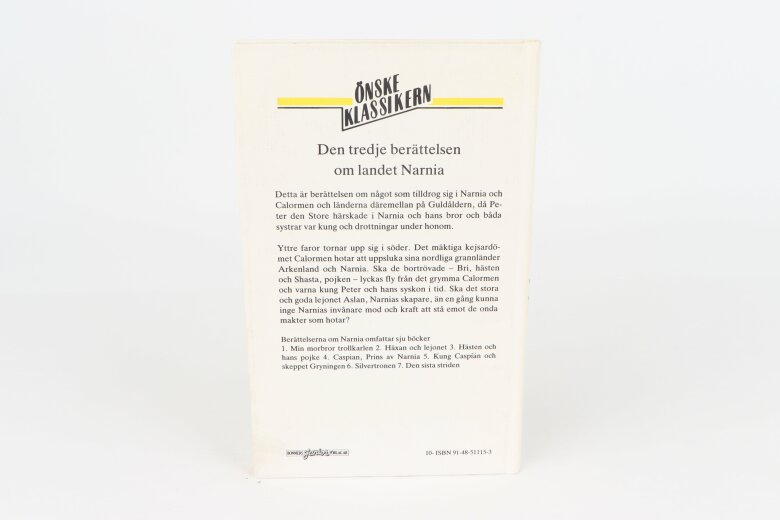 ÖNSKE
KLASSIKERN
Den tredje berättelsen
om landet Narnia
Detta är berättelsen om något som tilldrog sig i Narnia och
Calormen och länderna däremellan på Guldåldern, då Pe-
ter den Store härskade i Narnia och hans bror och båda
systrar var kung och drottningar under honom.
Yttre faror tornar upp sig i söder. Det mäktiga kejsardö-
met Calormen hotar att uppsluka sina nordliga grannländer
Arkenland och Narnia. Ska de bortrövade – Bri, hästen
och Shasta, pojken – lyckas fly från det grymma Calormen
och varna kung Peter och hans syskon i tid. Ska det stora
och goda lejonet Aslan, Narnias skapare, än en gång kunna
inge Narnias invånare mod och kraft att stå emot de onda
makter som hotar?
Berättelserna om Narnia omfattar sju böcker
1. Min morbror trollkarlen 2. Häxan och lejonet 3. Hästen och
hans pojke 4. Caspian, Prins av Narnia 5. Kung Caspian och
skeppet Gryningen 6. Silvertronen 7. Den sista striden
BONNIERS Junior FÖRLAG AB
10- ISBN 91-48-51115-3